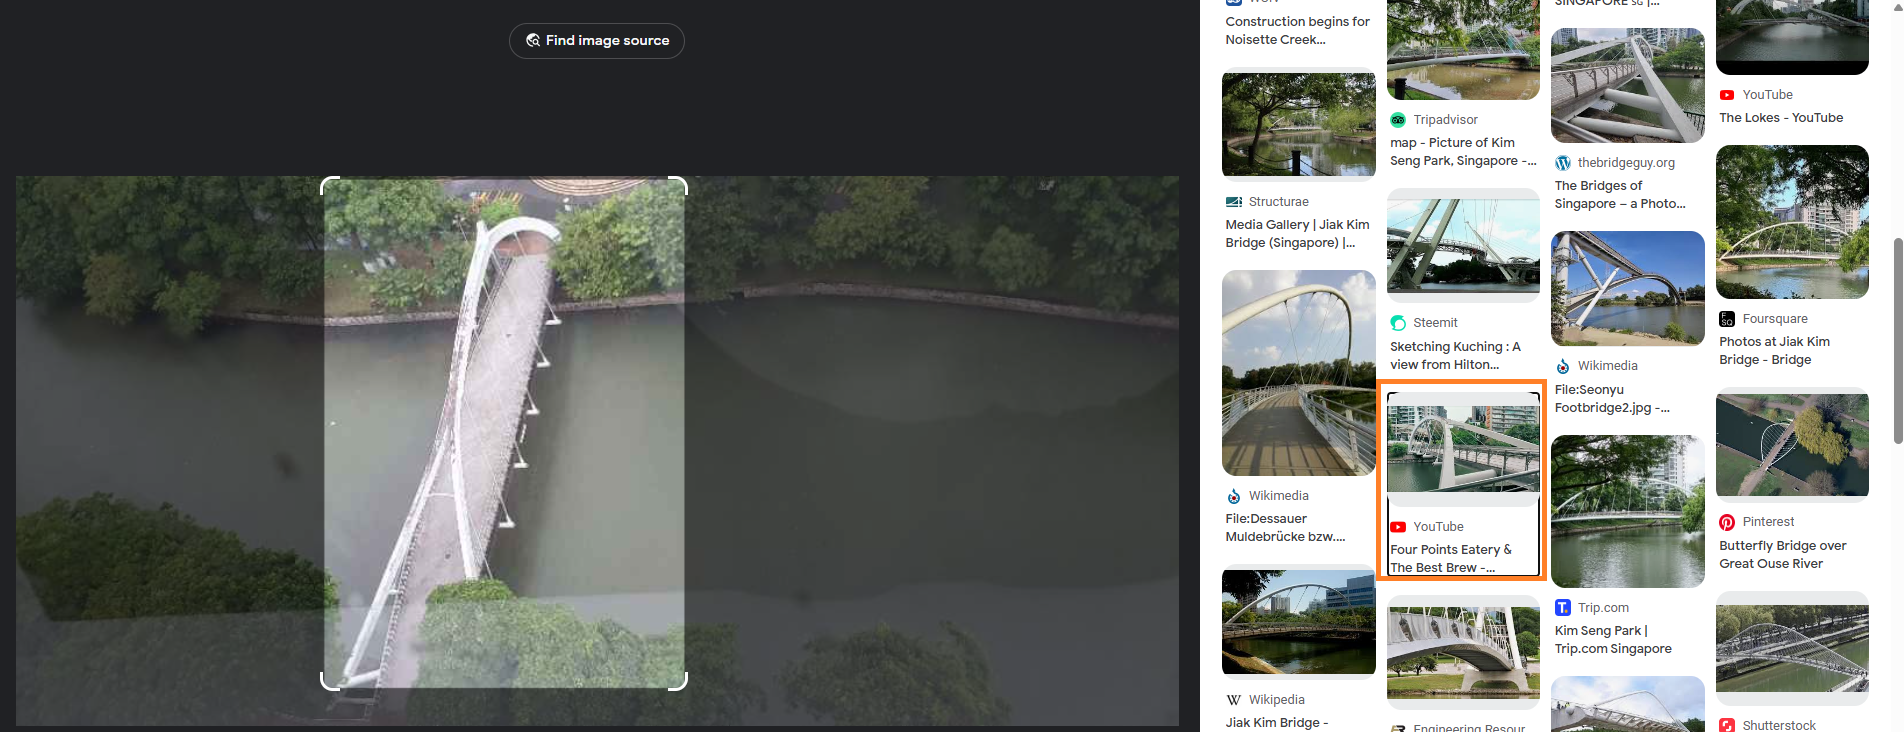 Find image source
Construction begins for
Noisette Creek...
Structurae
Media Gallery | Jiak Kim
Bridge (Singapore) |...
Wikimedia
File:Dessauer
Muldebrücke bzw....
Wikipedia
Jiak Kim Bridge -
Tripadvisor
map - Picture of Kim
Seng Park, Singapore -...
Steemit
Sketching Kuching : A
view from Hilton...
YouTube
Four Points Eatery &
The Best Brew -...
Engineering Resour
SINGAPORE SG |...
thebridgeguy.org
The Bridges of
Singapore – a Photo...
Wikimedia
File:Seonyu
Footbridge2.jpg -...
Trip.com
Kim Seng Park |
Trip.com Singapore
YouTube
The Lokes - YouTube
Foursquare
Photos at Jiak Kim
Bridge - Bridge
Pinterest
Butterfly Bridge over
Great Ouse River
Shutterstock